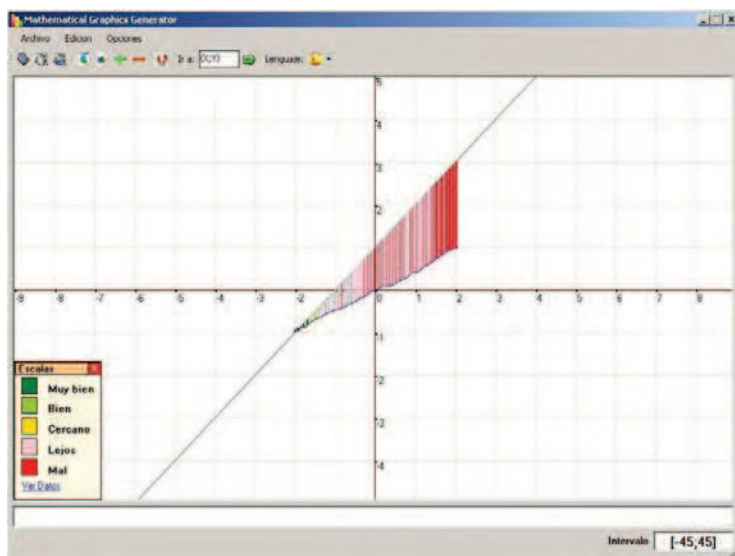 Mathematical Graphics Generator
Archivo Edicion Opciones
Ir a: (X;Y) Lenguaje:
5
4
3
2
-9 -8 -7 -6 -5 -4 -3 -2 0 1 2 3 4 5 6 7 8
-1
-2
-3
-4
Escalas
Muy bien
Bien
Cercano
Lejos
Mal
Ver Datos
Intervalo [-45;45]